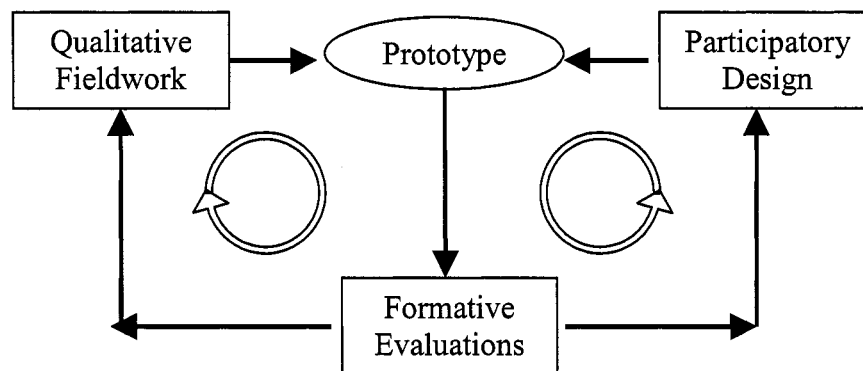 Qualitative
Fieldwork
Prototype
Participatory
Design
Formative
Evaluations